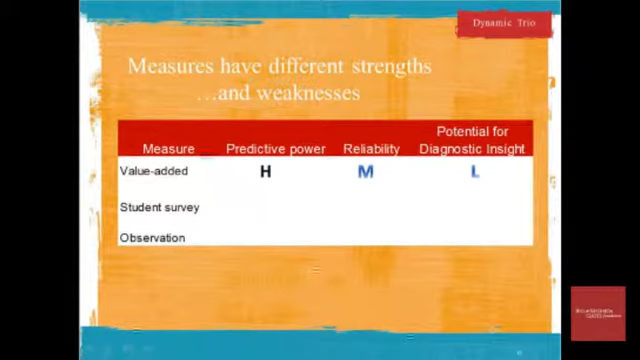 Dynamic Trio
Measures have different strengths
…and weaknesses
Measure Predictive power Reliability Potential for Diagnostic Insight
Value-added H M L
Student survey
Observation